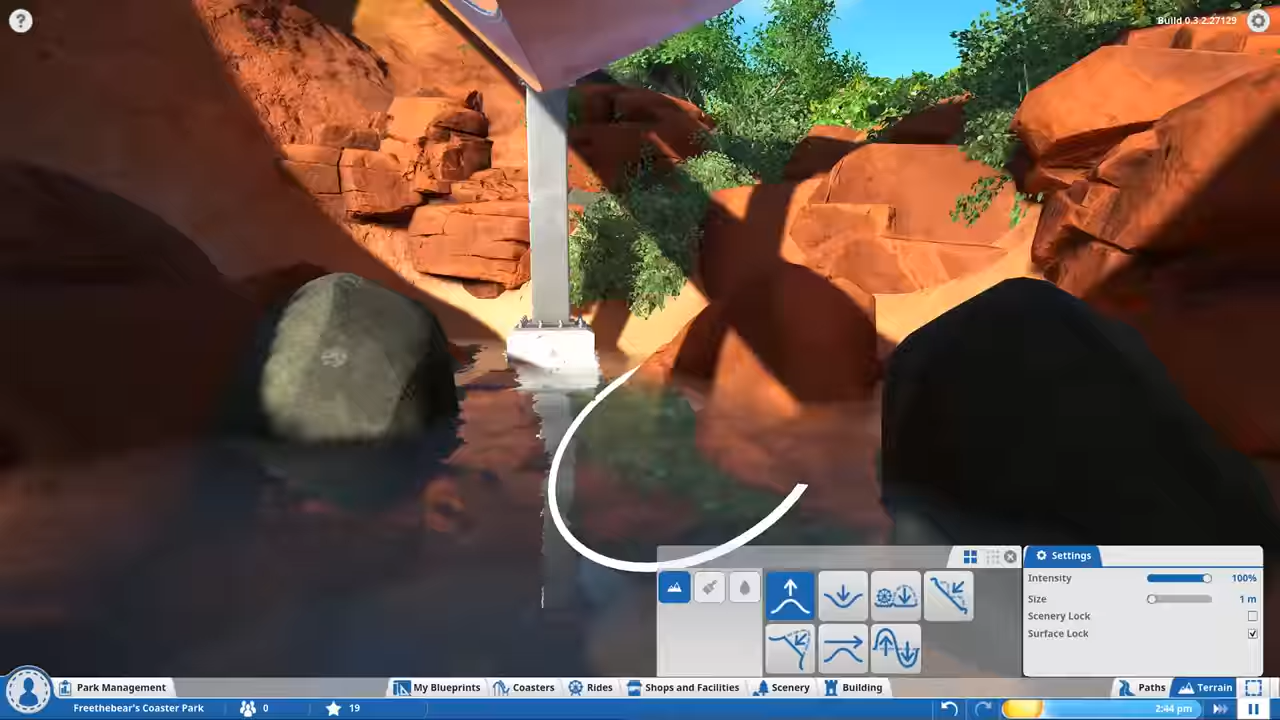 ?
Build 0.3.2.27129
Settings
Intensity 100%
Size 1 m
Scenery Lock
Surface Lock
Park Management My Blueprints Coasters Rides Shops and Facilities Scenery Building Paths Terrain
Freethebear's Coaster Park 0 19 2:44 pm